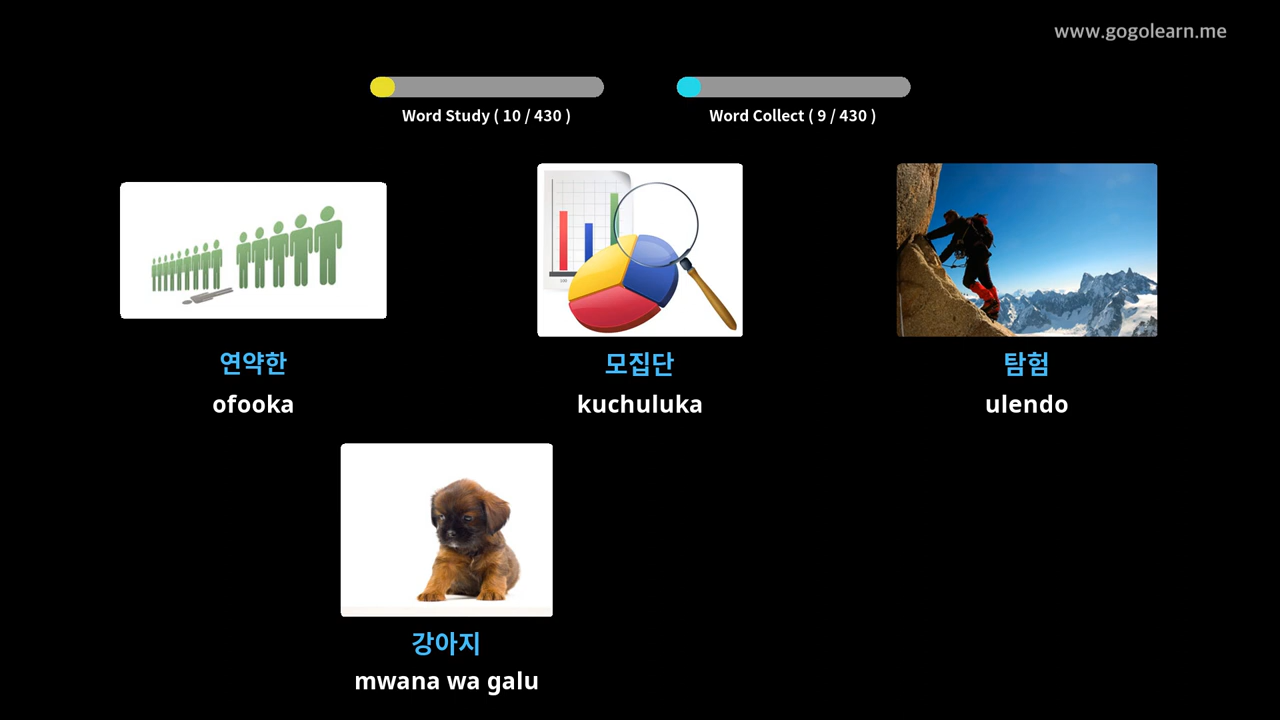 www.gogolearn.me
Word Study ( 10 / 430 )
Word Collect ( 9 / 430 )
100
연약한
모집단
탐험
ofooka
kuchuluka
ulendo
강아지
mwana wa galu